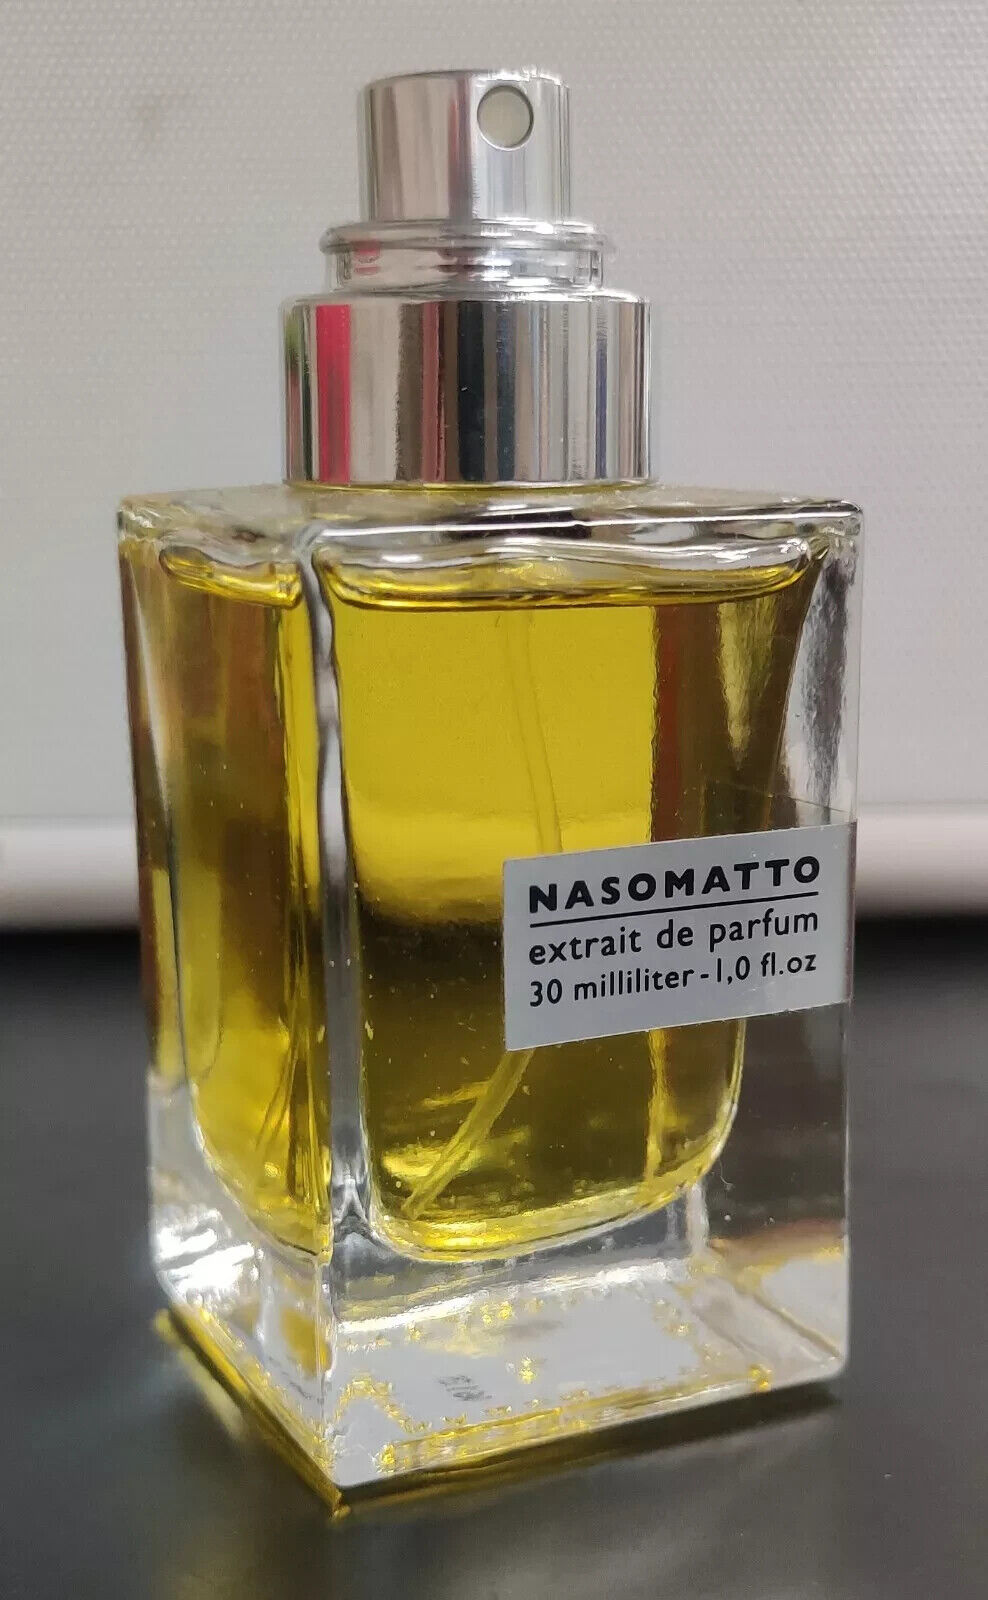 NASOMATTO
extrait de parfum
30 milliliter - 1,0 fl.oz